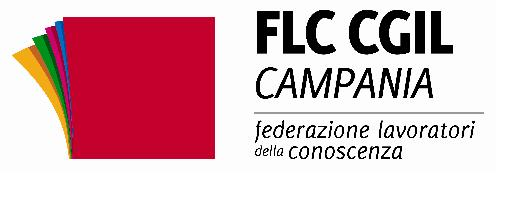 FLC CGIL
CAMPANIA
federazione lavoratori
della conoscenza